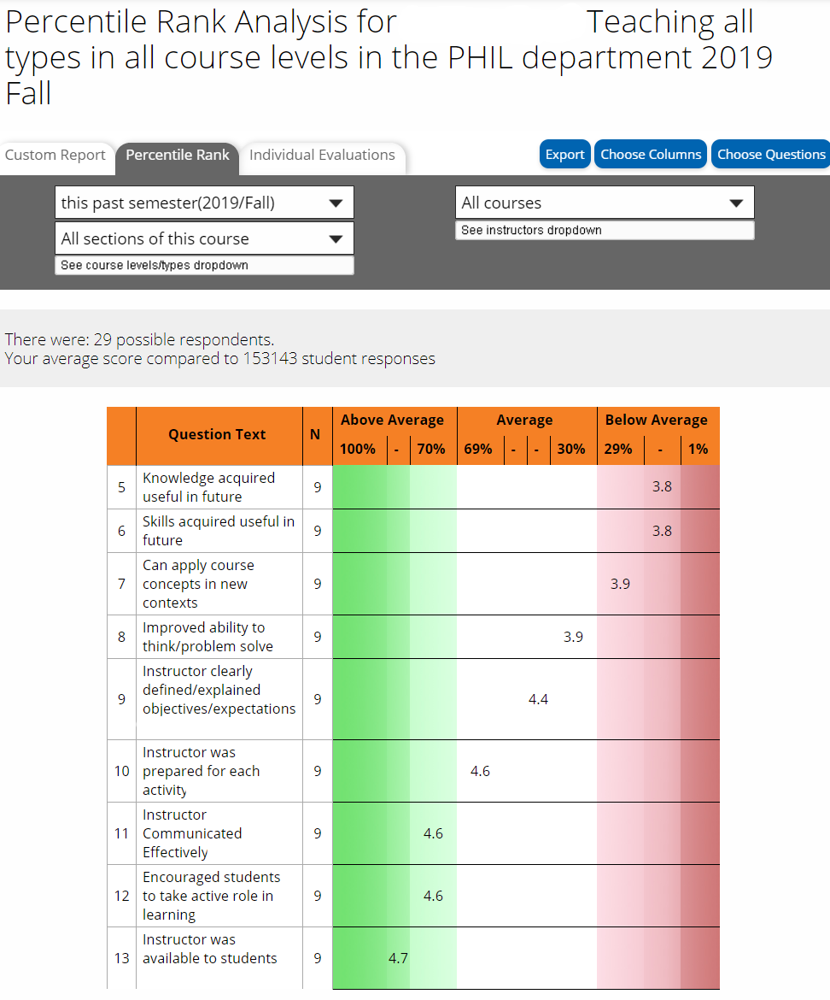 Percentile Rank Analysis for Teaching all
types in all course levels in the PHIL department 2019
Fall
Custom Report Percentile Rank Individual Evaluations Export Choose Columns Choose Questions
this past semester(2019/Fall) All courses
See instructors dropdown
All sections of this course
See course levels/types dropdown
There were: 29 possible respondents.
Your average score compared to 153143 student responses
Question Text N Above Average Average Below Average
100% - 70% 69% - - 30% 29% - 1%
5 Knowledge acquired
useful in future 9 3.8
6 Skills acquired useful in
future 9 3.8
7 Can apply course
concepts in new
contexts 9 3.9
8 Improved ability to
think/problem solve 9 3.9
9 Instructor clearly
defined/explained
objectives/expectations 9 4.4
10 Instructor was
prepared for each
activity 9 4.6
11 Instructor
Communicated
Effectively 9 4.6
12 Encouraged students
to take active role in
learning 9 4.6
13 Instructor was
available to students 9 4.7